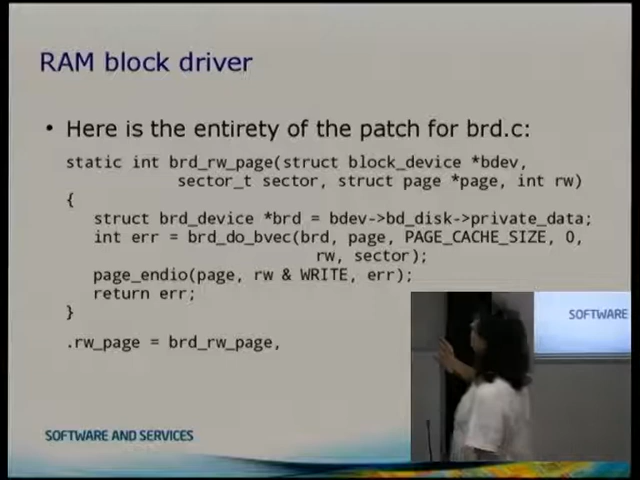 RAM block driver
• Here is the entirety of the patch for brd.c:
static int brd_rw_page(struct block_device *bdev,
sector_t sector, struct page *page, int rw)
{
struct brd_device *brd = bdev->bd_disk->private_data;
int err = brd_do_bvec(brd, page, PAGE_CACHE_SIZE, 0,
rw, sector);
page_endio(page, rw & WRITE, err);
return err;
}
.rw_page = brd_rw_page,
SOFTWARE
SOFTWARE AND SERVICES